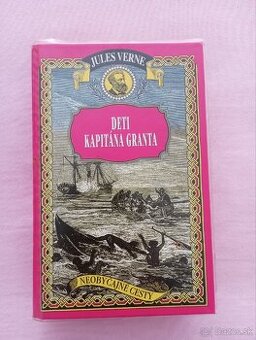 JULES VERNE
DETI
KAPITÁNA GRANTA
NEOBYČAJNÉ CESTY